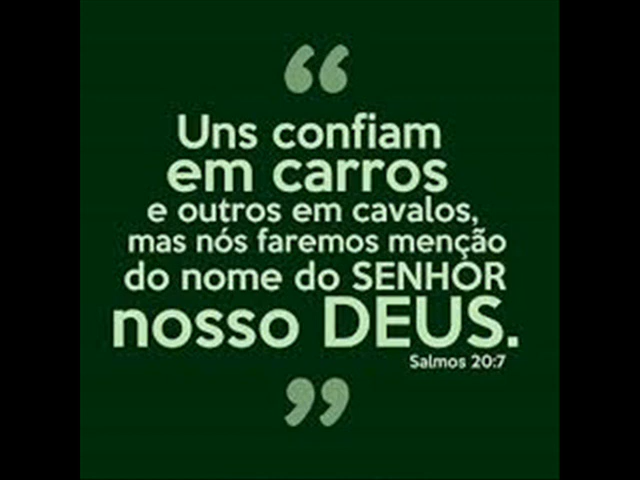 “
Uns confiam
em carros
e outros em cavalos,
mas nós faremos menção
do nome do SENHOR
nosso DEUS.
Salmos 20:7
”